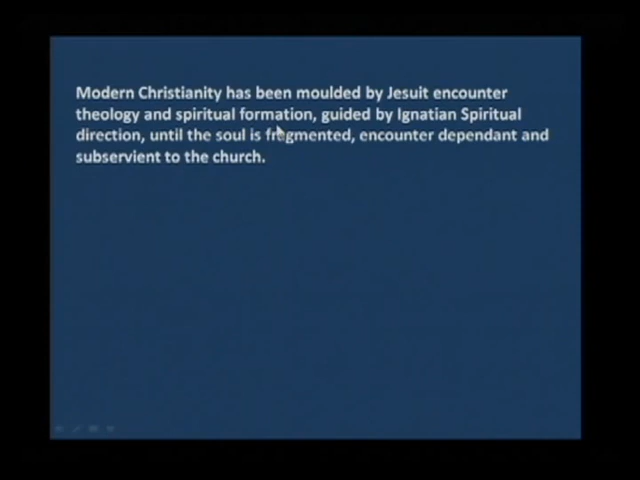 Modern Christianity has been moulded by Jesuit encounter
theology and spiritual formation, guided by Ignatian Spiritual
direction, until the soul is fragmented, encounter dependant and
subservient to the church.